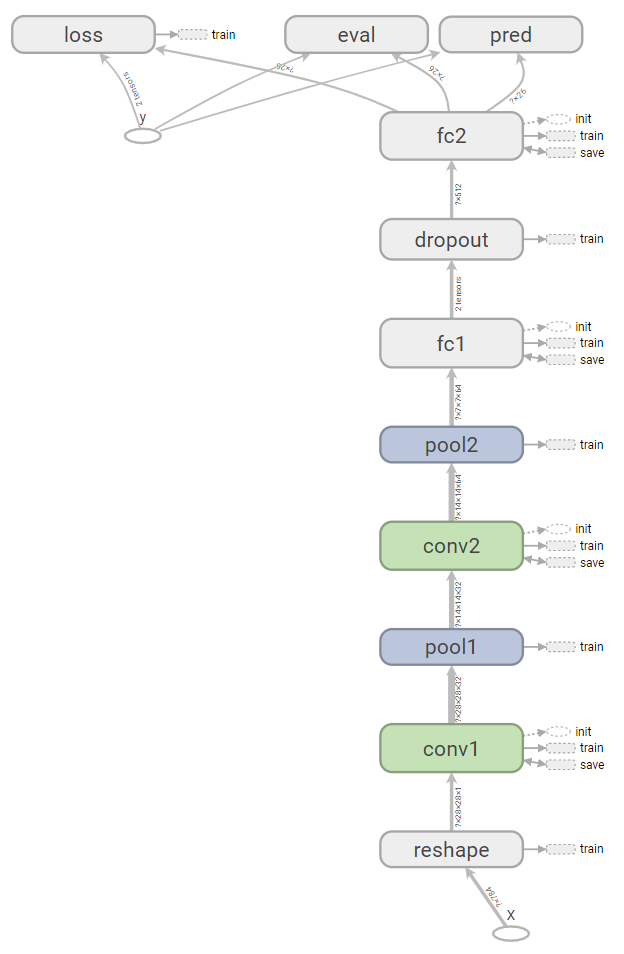 loss
train
eval
pred
2 tensors
?×26
?×26
?×26
y
fc2
init
train
save
?×512
dropout
train
2 tensors
fc1
init
train
save
?×7×7×64
pool2
train
?×14×14×64
conv2
init
train
save
?×14×14×32
pool1
train
?×28×28×32
conv1
init
train
save
?×28×28×1
reshape
train
?×784
X